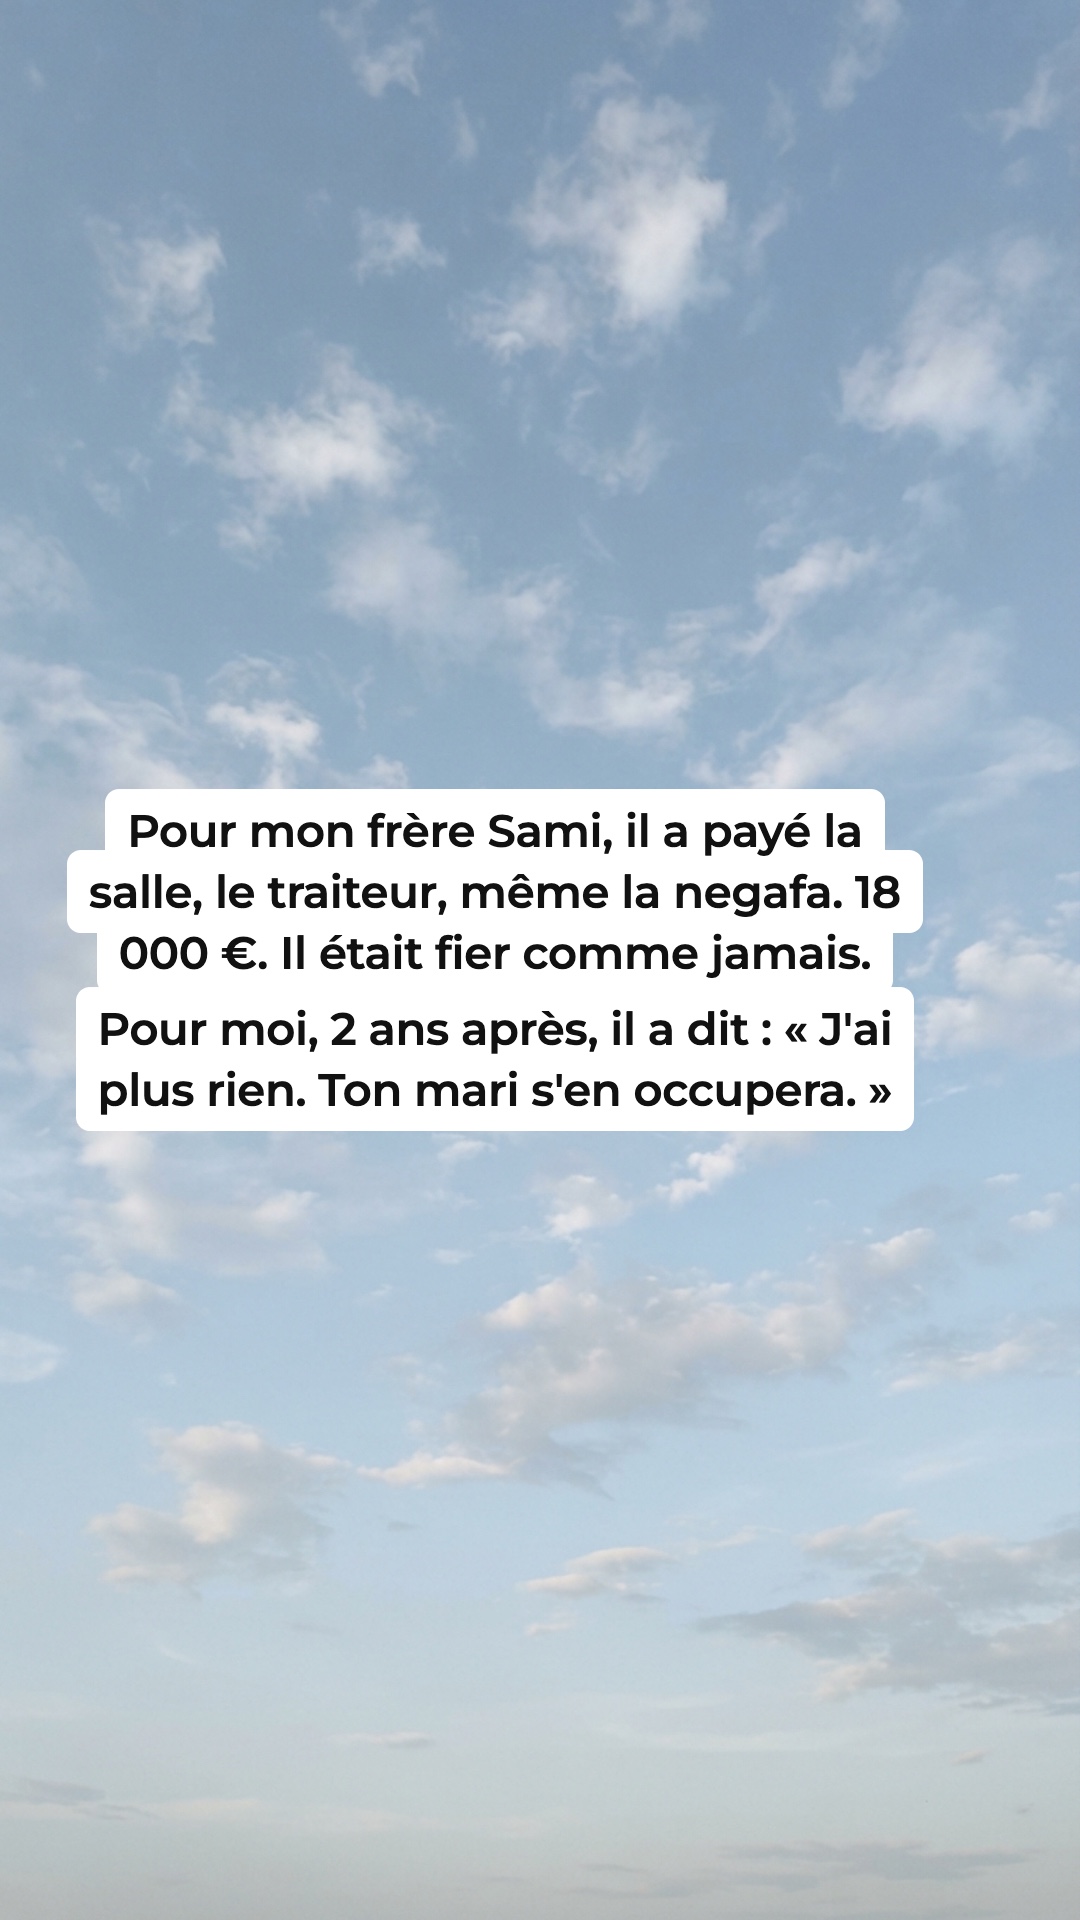 Pour mon frère Sami, il a payé la
salle, le traiteur, même la negafa. 18
000 €. Il était fier comme jamais.
Pour moi, 2 ans après, il a dit : « J'ai
plus rien. Ton mari s'en occupera. »